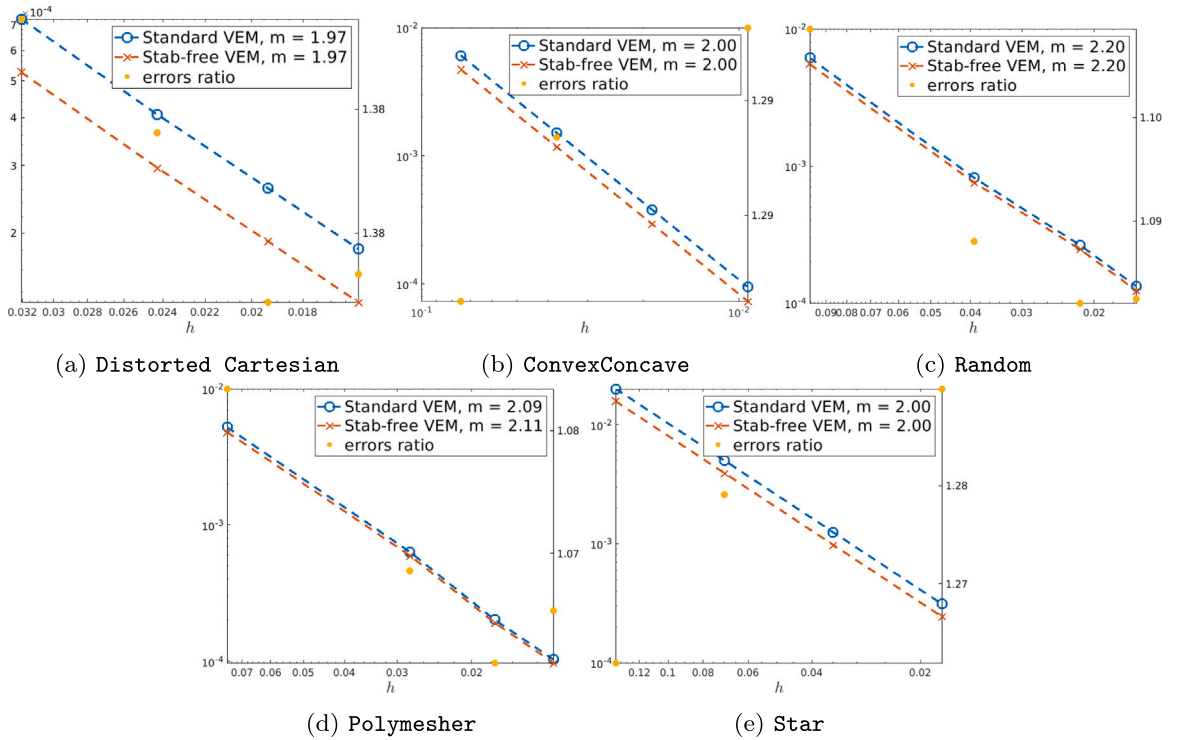 7 ×10-4
6
5
4
3
2
Standard VEM, m = 1.97
Stab-free VEM, m = 1.97
errors ratio
1.38
1.38
0.032 0.03 0.028 0.026 0.024 0.022 0.02 0.019 0.018 0.016
h
(a) Distorted Cartesian
10-2
10-3
Standard VEM, m = 2.00
Stab-free VEM, m = 2.00
errors ratio
1.29
1.29
10-1 10-2
h
(b) ConvexConcave
10-2
10-3
10-4
Standard VEM, m = 2.20
Stab-free VEM, m = 2.20
errors ratio
1.10
1.09
0.09 0.08 0.07 0.06 0.05 0.04 0.03 0.02
h
(c) Random
10-2
10-3
10-4
Standard VEM, m = 2.09
Stab-free VEM, m = 2.11
errors ratio
1.08
1.07
0.07 0.06 0.05 0.04 0.03 0.02
h
(d) Polymesher
10-2
10-3
10-4
Standard VEM, m = 2.00
Stab-free VEM, m = 2.00
errors ratio
1.28
1.27
0.12 0.1 0.08 0.06 0.04 0.02
h
(e) Star